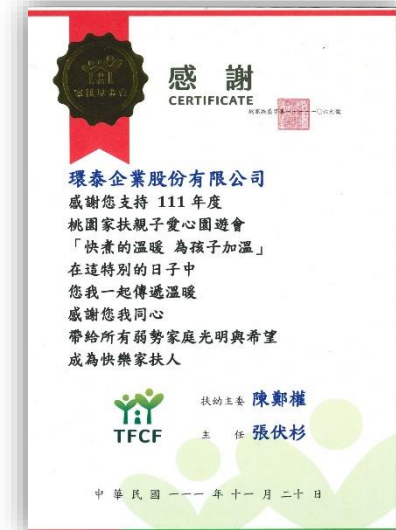 家扶基金會
感謝
CERTIFICATE
環泰企業股份有限公司
感謝您支持 111 年度
桃園家扶親子愛心園遊會
「快煮的溫暖 為孩子加溫」
在這特別的日子中
您我一起傳遞溫暖
感謝您我同心
帶給所有弱勢家庭光明與希望
成為快樂家扶人
TFCF
扶幼主委 陳鄭權
主 任 張伏杉
中華民國一一一年十一月二十日